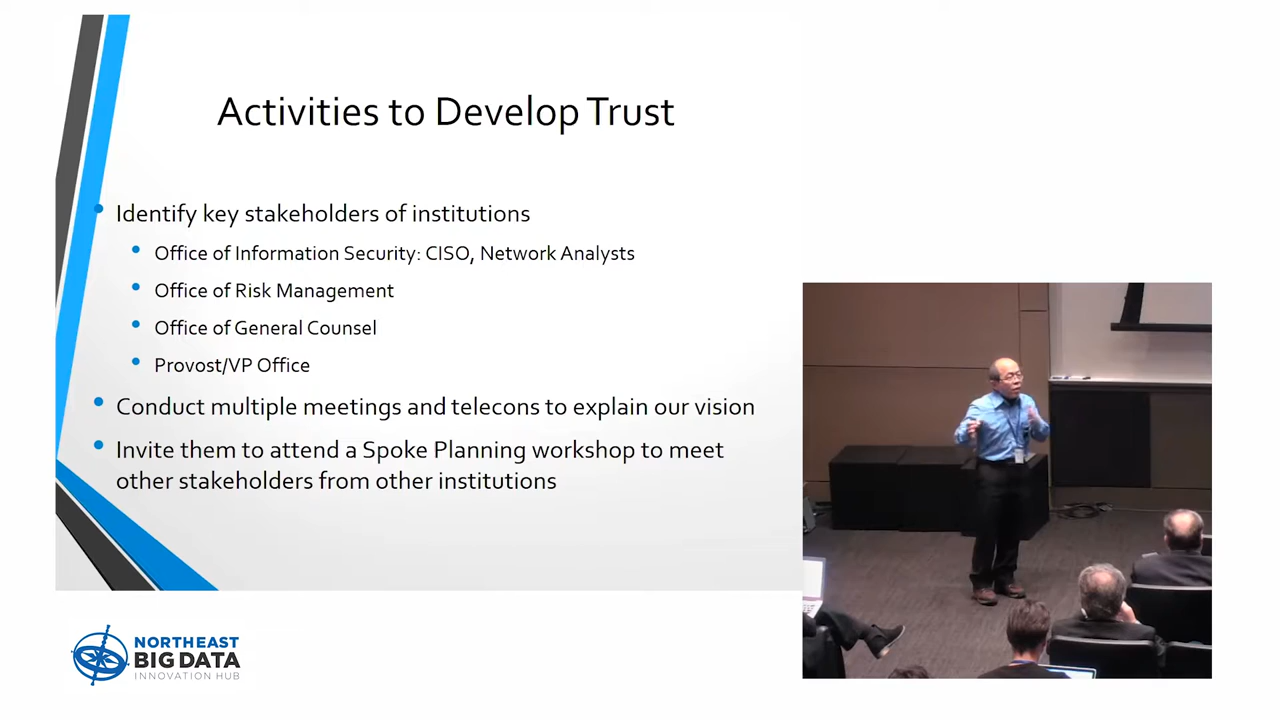 Activities to Develop Trust
Identify key stakeholders of institutions
Office of Information Security: CISO, Network Analysts
Office of Risk Management
Office of General Counsel
Provost/VP Office
Conduct multiple meetings and telecons to explain our vision
Invite them to attend a Spoke Planning workshop to meet
other stakeholders from other institutions
NORTHEAST
BIG DATA
INNOVATION HUB